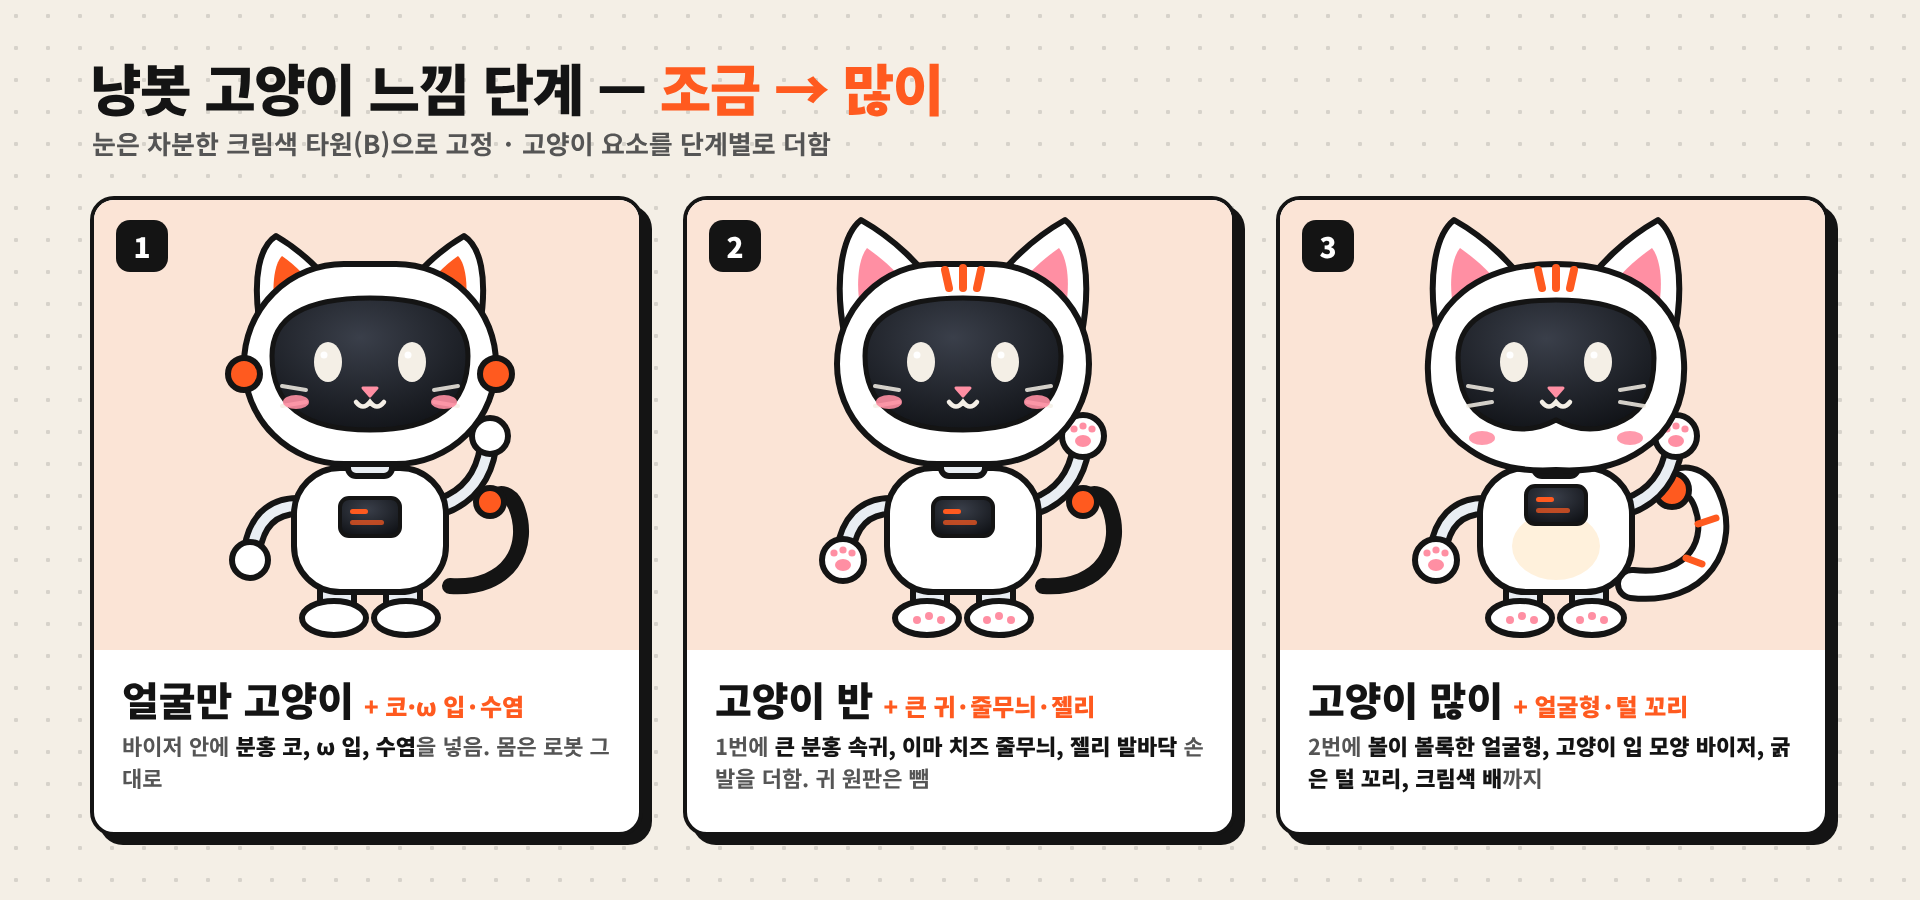 냥봇 고양이 느낌 단계 — 조금 → 많이
눈은 차분한 크림색 타원(B)으로 고정 · 고양이 요소를 단계별로 더함
1
얼굴만 고양이 + 코·ω 입·수염
바이저 안에 분홍 코, ω 입, 수염을 넣음. 몸은 로봇 그
대로
2
고양이 반 + 큰 귀·줄무늬·젤리
1번에 큰 분홍 속귀, 이마 치즈 줄무늬, 젤리 발바닥 손
발을 더함. 귀 원판은 뺌
3
고양이 많이 + 얼굴형·털 꼬리
2번에 볼이 볼록한 얼굴형, 고양이 입 모양 바이저, 굵
은 털 꼬리, 크림색 배까지